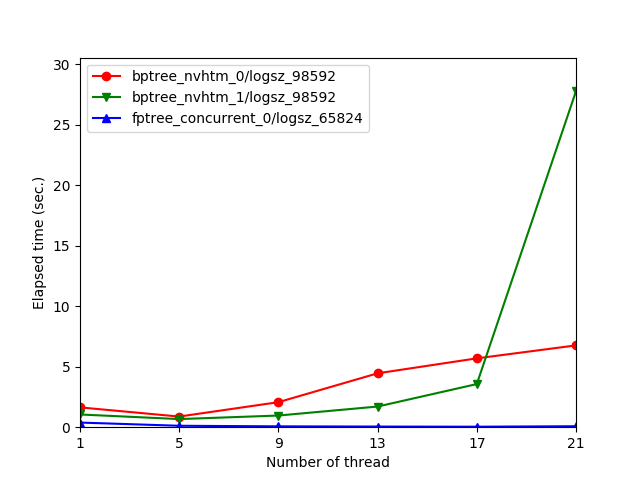 bptree_nvhtm_0/logsz_98592
bptree_nvhtm_1/logsz_98592
fptree_concurrent_0/logsz_65824
30
25
20
15
10
5
0
Elapsed time (sec.)
1 5 9 13 17 21
Number of thread